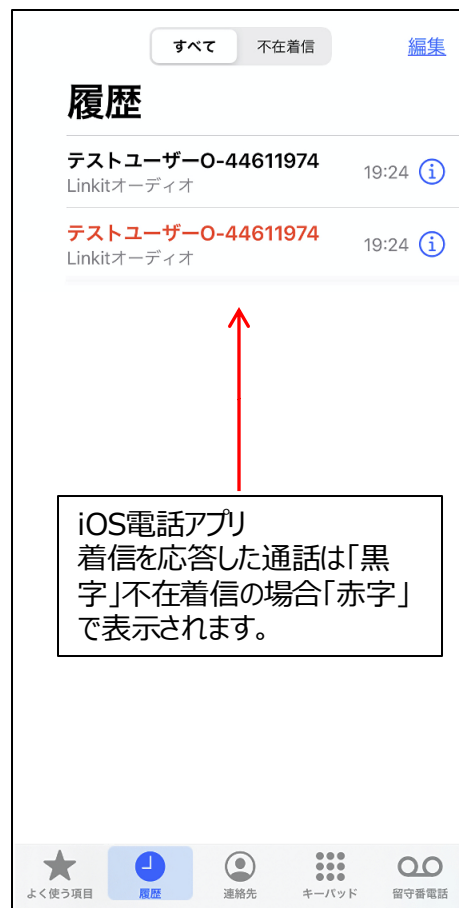 すべて 不在着信 編集
履歴
テストユーザーO-44611974
19:24
Linkitオーディオ
テストユーザーO-44611974
19:24
Linkitオーディオ
iOS電話アプリ
着信を応答した通話は「黒
字」不在着信の場合「赤字」
で表示されます。
よく使う項目 履歴 連絡先 キーパッド 留守番電話